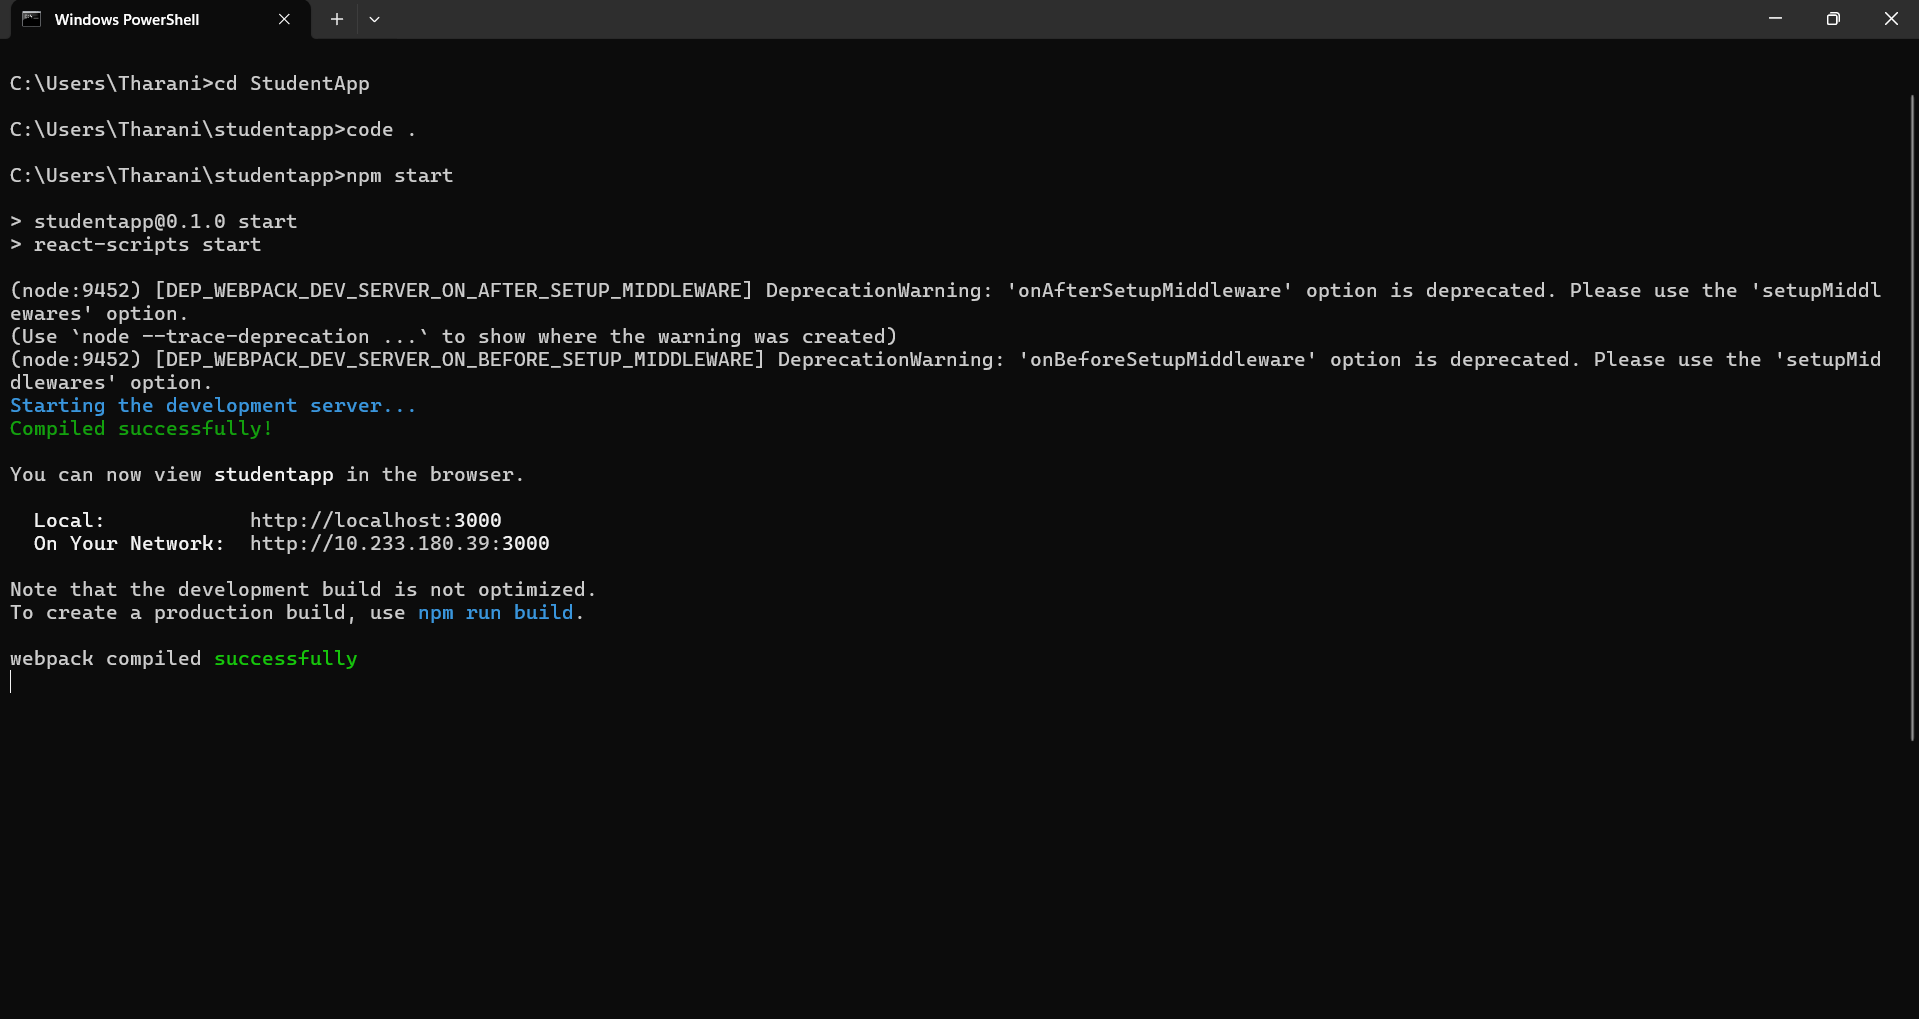 Windows PowerShell
C:\Users\Tharani>cd StudentApp
C:\Users\Tharani\studentapp>code .
C:\Users\Tharani\studentapp>npm start
> studentapp@0.1.0 start
> react-scripts start
(node:9452) [DEP_WEBPACK_DEV_SERVER_ON_AFTER_SETUP_MIDDLEWARE] DeprecationWarning: 'onAfterSetupMiddleware' option is deprecated. Please use the 'setupMiddl
ewares' option.
(Use `node --trace-deprecation ...` to show where the warning was created)
(node:9452) [DEP_WEBPACK_DEV_SERVER_ON_BEFORE_SETUP_MIDDLEWARE] DeprecationWarning: 'onBeforeSetupMiddleware' option is deprecated. Please use the 'setupMid
dlewares' option.
Starting the development server...
Compiled successfully!
You can now view studentapp in the browser.
Local: http://localhost:3000
On Your Network: http://10.233.180.39:3000
Note that the development build is not optimized.
To create a production build, use npm run build.
webpack compiled successfully